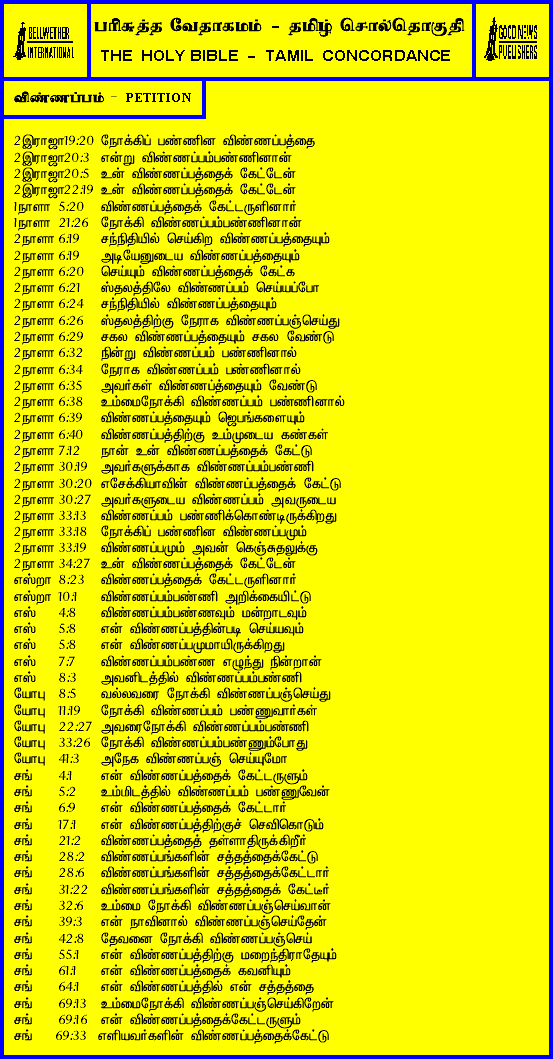 BELLWETHER
INTERNATIONAL
பரிசுத்த வேதாகமம் - தமிழ் சொல்தொகுதி
THE HOLY BIBLE - TAMIL CONCORDANCE
GOOD NEWS
PUBLISHERS
விண்ணப்பம் - PETITION
2இராஜா19:20 நோக்கிப் பண்ணின விண்ணப்பத்தை
2இராஜா20:3 என்று விண்ணப்பம்பண்ணினான்
2இராஜா20:5 உன் விண்ணப்பத்தைக் கேட்டேன்
2இராஜா22:19 உன் விண்ணப்பத்தைக் கேட்டேன்
1நாளா 5:20 விண்ணப்பத்தைக் கேட்டருளினார்
1நாளா 21:26 நோக்கி விண்ணப்பம்பண்ணினான்
2நாளா 6:19 சந்நிதியில் செய்கிற விண்ணப்பத்தையும்
2நாளா 6:19 அடியேனுடைய விண்ணப்பத்தையும்
2நாளா 6:20 செய்யும் விண்ணப்பத்தைக் கேட்க
2நாளா 6:21 ஸ்தலத்திலே விண்ணப்பம் செய்யப்போ
2நாளா 6:24 சந்நிதியில் விண்ணப்பத்தையும்
2நாளா 6:26 ஸ்தலத்திற்கு நேராக விண்ணப்பஞ்செய்து
2நாளா 6:29 சகல விண்ணப்பத்தையும் சகல வேண்டு
2நாளா 6:32 நின்று விண்ணப்பம் பண்ணினால்
2நாளா 6:34 நேராக விண்ணப்பம் பண்ணினால்
2நாளா 6:35 அவர்கள் விண்ணப்த்தையும் வேண்டு
2நாளா 6:38 உம்மைநோக்கி விண்ணப்பம் பண்ணினால்
2நாளா 6:39 விண்ணப்பத்தையும் ஜெபங்களையும்
2நாளா 6:40 விண்ணப்பத்திற்கு உம்முடைய கண்கள்
2நாளா 7:12 நான் உன் விண்ணப்பத்தைக் கேட்டு
2நாளா 30:19 அவர்களுக்காக விண்ணப்பம்பண்ணி
2நாளா 30:20 எசேக்கியாவின் விண்ணப்பத்தைக் கேட்டு
2நாளா 30:27 அவர்களுடைய விண்ணப்பம் அவருடைய
2நாளா 33:13 விண்ணப்பம் பண்ணிக்கொண்டிருக்கிறது
2நாளா 33:18 நோக்கிப் பண்ணின விண்ணப்பமும்
2நாளா 33:19 விண்ணப்பமும் அவன் கெஞ்சுதலுக்கு
2நாளா 34:27 உன் விண்ணப்பத்தைக் கேட்டேன்
எஸ்றா 8:23 விண்ணப்பத்தைக் கேட்டருளினார்
எஸ்றா 10:1 விண்ணப்பம்பண்ணி அறிக்கையிட்டு
எஸ் 4:8 விண்ணப்பம்பண்ணவும் மன்றாடவும்
எஸ் 5:8 என் விண்ணப்பத்தின்படி செய்யவும்
எஸ் 5:8 என் விண்ணப்பமுமாயிருக்கிறது
எஸ் 7:7 விண்ணப்பம்பண்ண எழுந்து நின்றான்
எஸ் 8:3 அவனிடத்தில் விண்ணப்பம்பண்ணி
யோபு 8:5 வல்லவரை நோக்கி விண்ணப்பஞ்செய்து
யோபு 11:19 நோக்கி விண்ணப்பம் பண்ணுவார்கள்
யோபு 22:27 அவரைநோக்கி விண்ணப்பம்பண்ணி
யோபு 33:26 நோக்கி விண்ணப்பம்பண்ணும்போது
யோபு 41:3 அநேக விண்ணப்பஞ் செய்யுமோ
சங் 4:1 என் விண்ணப்பத்தைக் கேட்டருளும்
சங் 5:2 உம்மிடத்தில் விண்ணப்பம் பண்ணுவேன்
சங் 6:9 என் விண்ணப்பத்தைக் கேட்டார்
சங் 17:1 என் விண்ணப்பத்திற்குச் செவிகொடும்
சங் 21:2 விண்ணப்பத்தைத் தள்ளாதிருக்கிறீர்
சங் 28:2 விண்ணப்பங்களின் சத்தத்தைக்கேட்டு
சங் 28:6 விண்ணப்பங்களின் சத்தத்தைக்கேட்டார்
சங் 31:22 விண்ணப்பங்களின் சத்தத்தைக் கேட்டீர்
சங் 32:6 உம்மை நோக்கி விண்ணப்பஞ்செய்வான்
சங் 39:3 என் நாவினால் விண்ணப்பஞ்செய்தேன்
சங் 42:8 தேவனை நோக்கி விண்ணப்பஞ்செய்
சங் 55:1 என் விண்ணப்பத்திற்கு மறைந்திராதேயும்
சங் 61:1 என் விண்ணப்பத்தைக் கவனியும்
சங் 64:1 என் விண்ணப்பத்தில் என் சத்தத்தை
சங் 69:13 உம்மைநோக்கி விண்ணப்பஞ்செய்கிறேன்
சங் 69:16 என் விண்ணப்பத்தைக்கேட்டருளும்
சங் 69:33 எளியவர்களின் விண்ணப்பத்தைக்கேட்டு